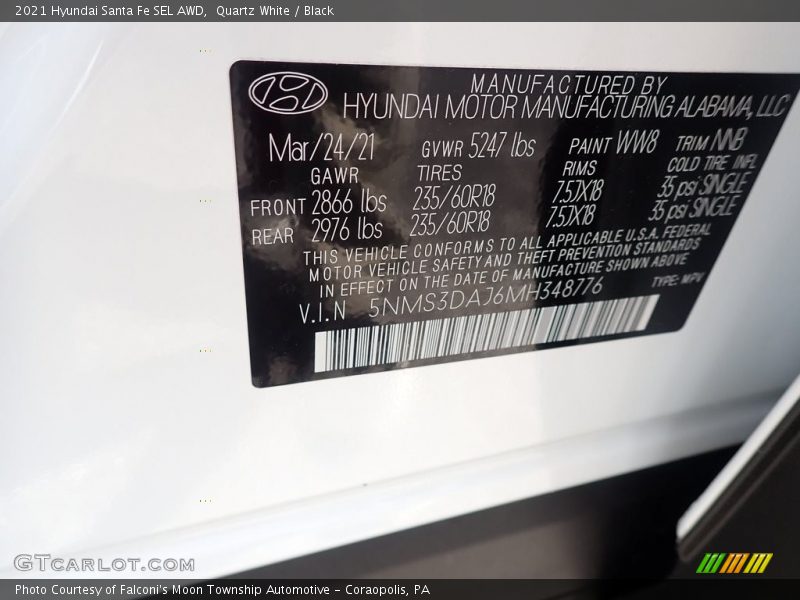 2021 Hyundai Santa Fe SEL AWD,  Quartz White / Black
MANUFACTURED BY
HYUNDAI MOTOR MANUFACTURING ALABAMA, LLC
Mar/24/21 GVWR 5247 lbs PAINT WW8 TRIM NNB
GAWR TIRES RIMS COLD TIRE INFL
FRONT 2866 lbs 235/60R18 7.5JX18 35 psi SINGLE
REAR 2976 lbs 235/60R18 7.5JX18 35 psi SINGLE
THIS VEHICLE CONFORMS TO ALL APPLICABLE U.S.A. FEDERAL
MOTOR VEHICLE SAFETY AND THEFT PREVENTION STANDARDS
IN EFFECT ON THE DATE OF MANUFACTURE SHOWN ABOVE
V.I.N 5NMS3DAJ6MH348776 TYPE: MPV
GTCARLOT.COM
Photo Courtesy of Falconi's Moon Township Automotive – Coraopolis, PA